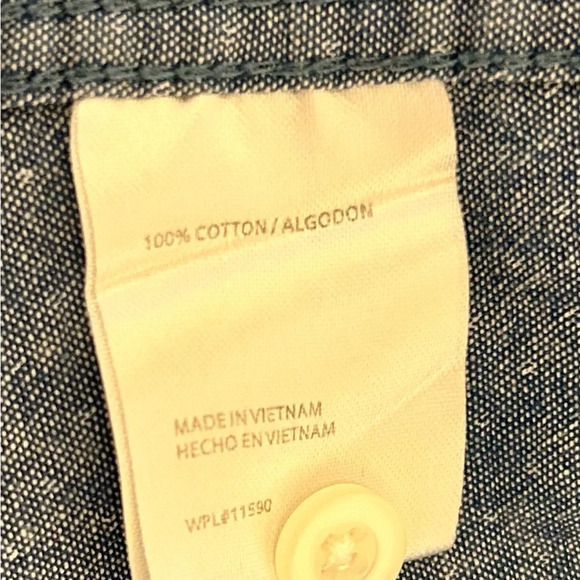 100% COTTON / ALGODON
MADE IN VIETNAM
HECHO EN VIETNAM
WPL#11590